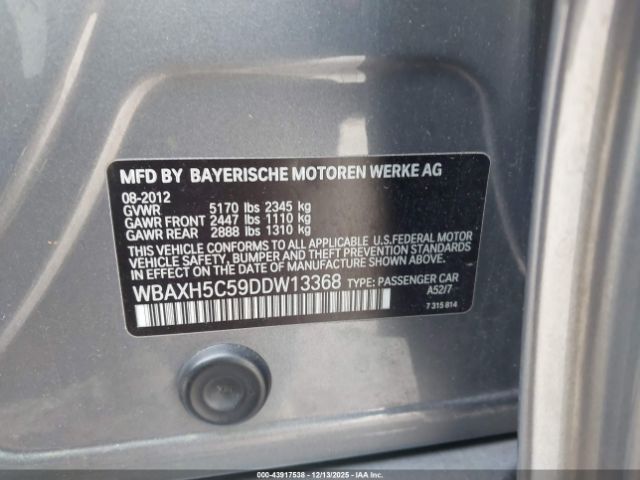 MFD BY BAYERISCHE MOTOREN WERKE AG
08-2012
GVWR 5170 lbs 2345 kg
GAWR FRONT 2447 lbs 1110 kg
GAWR REAR 2888 lbs 1310 kg
THIS VEHICLE CONFORMS TO ALL APPLICABLE U.S.FEDERAL MOTOR
VEHICLE SAFETY, BUMPER AND THEFT PREVENTION STANDARDS
IN EFFECT ON THE DATE OF MANUFACTURE SHOWN ABOVE.
WBAXH5C59DDW13368 TYPE: PASSENGER CAR
A52/7
7 315 814
000-43917538 - 12/13/2025 - COPYRIGHT IAA, LLC.